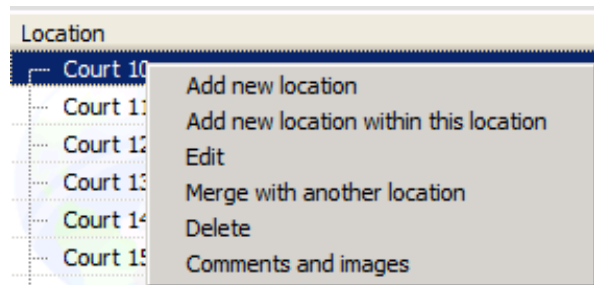 Location
Court 10
Court 11
Court 12
Court 13
Court 14
Court 15
Add new location
Add new location within this location
Edit
Merge with another location
Delete
Comments and images